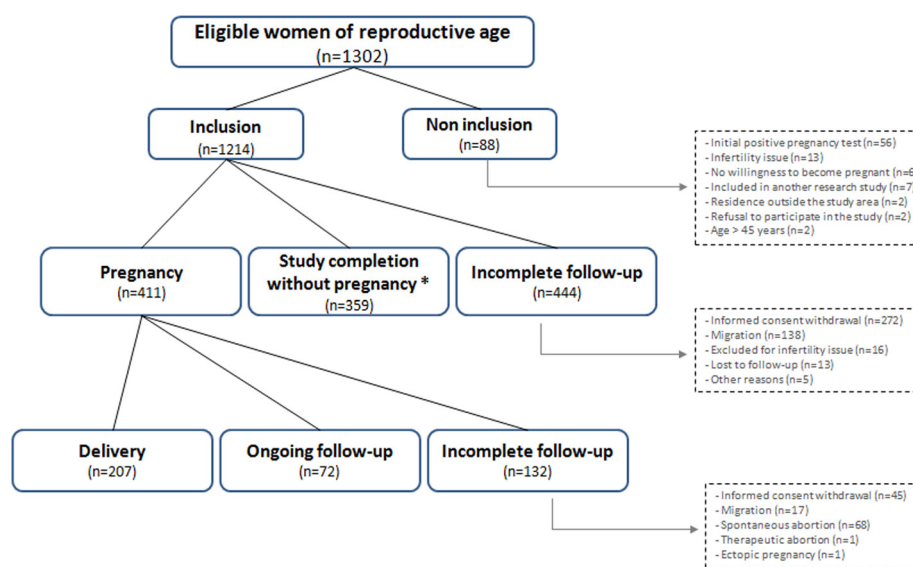 Eligible women of reproductive age
(n=1302)
Inclusion
(n=1214)
Non inclusion
(n=88)
- Initial positive pregnancy test (n=56)
- Infertility issue (n=13)
- No willingness to become pregnant (n=6
- Included in another research study (n=7)
- Residence outside the study area (n=2)
- Refusal to participate in the study (n=2)
- Age > 45 years (n=2)
Pregnancy
(n=411)
Study completion
without pregnancy *
(n=359)
Incomplete follow-up
(n=444)
- Informed consent withdrawal (n=272)
- Migration (n=138)
- Excluded for infertility issue (n=16)
- Lost to follow-up (n=13)
- Other reasons (n=5)
Delivery
(n=207)
Ongoing follow-up
(n=72)
Incomplete follow-up
(n=132)
- Informed consent withdrawal (n=45)
- Migration (n=17)
- Spontaneous abortion (n=68)
- Therapeutic abortion (n=1)
- Ectopic pregnancy (n=1)